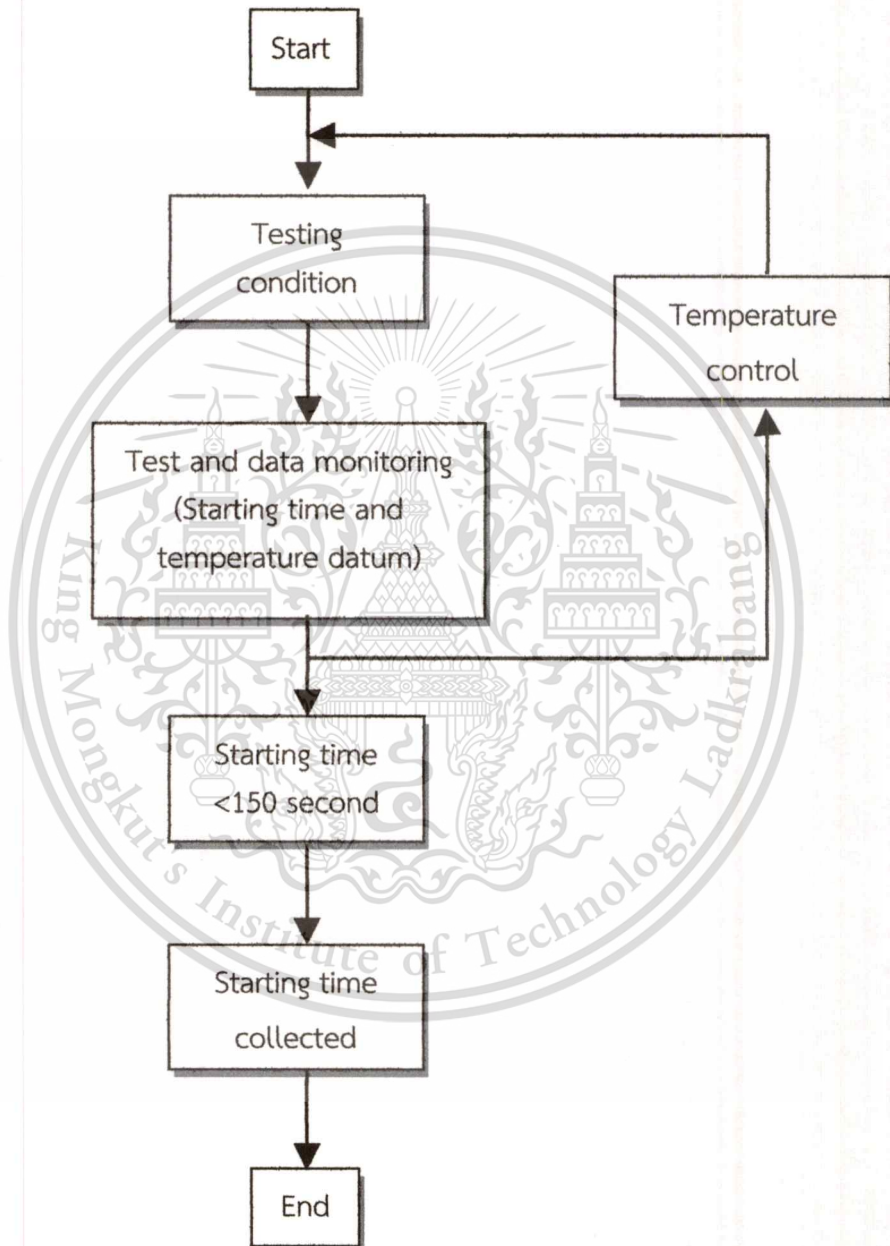 Start
Testing
condition
Temperature
control
Test and data monitoring
(Starting time and
temperature datum)
Starting time
<150 second
Starting time
collected
End
King Mongkut's Institute of Technology Ladkrabang